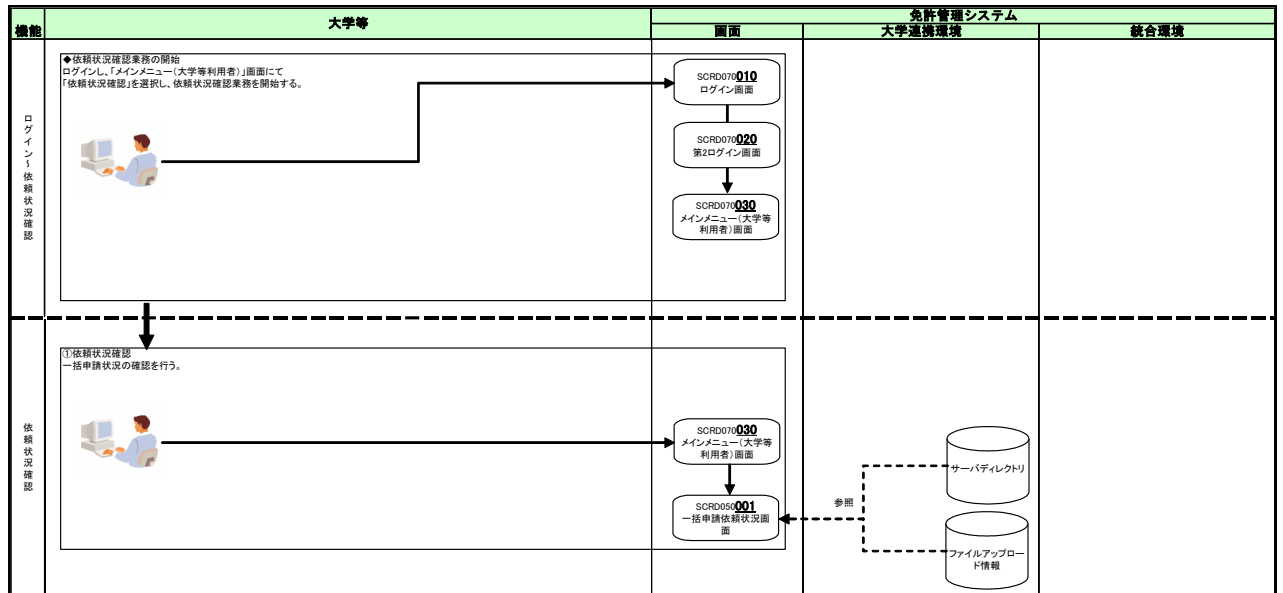 機能
大学等
免許管理システム
画面
大学連携環境
統合環境
ログイン~依頼状況確認
◆依頼状況確認業務の開始
ログインし、「メインメニュー(大学等利用者)」画面にて
「依頼状況確認」を選択し、依頼状況確認業務を開始する。
SCRD070010
ログイン画面
SCRD070020
第2ログイン画面
SCRD070030
メインメニュー(大学等
利用者)画面
依頼状況確認
①依頼状況確認
一括申請状況の確認を行う。
SCRD070030
メインメニュー(大学等
利用者)画面
SCRD050001
一括申請依頼状況画
面
参照
サーバディレクトリ
ファイルアップロー
ド情報